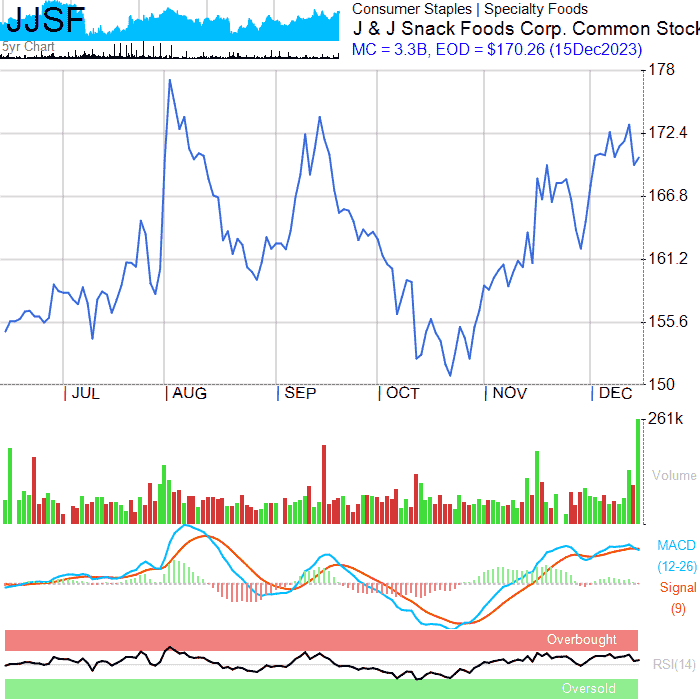 JJSF
5yr Chart
Consumer Staples | Specialty Foods
J & J Snack Foods Corp. Common Stock
MC = 3.3B, EOD = $170.26 (15Dec2023)
178
172.4
166.8
161.2
155.6
150
| JUL | AUG | SEP | OCT | NOV | DEC
261k
Volume
MACD
(12-26)
Signal
(9)
Overbought
RSI(14)
Oversold